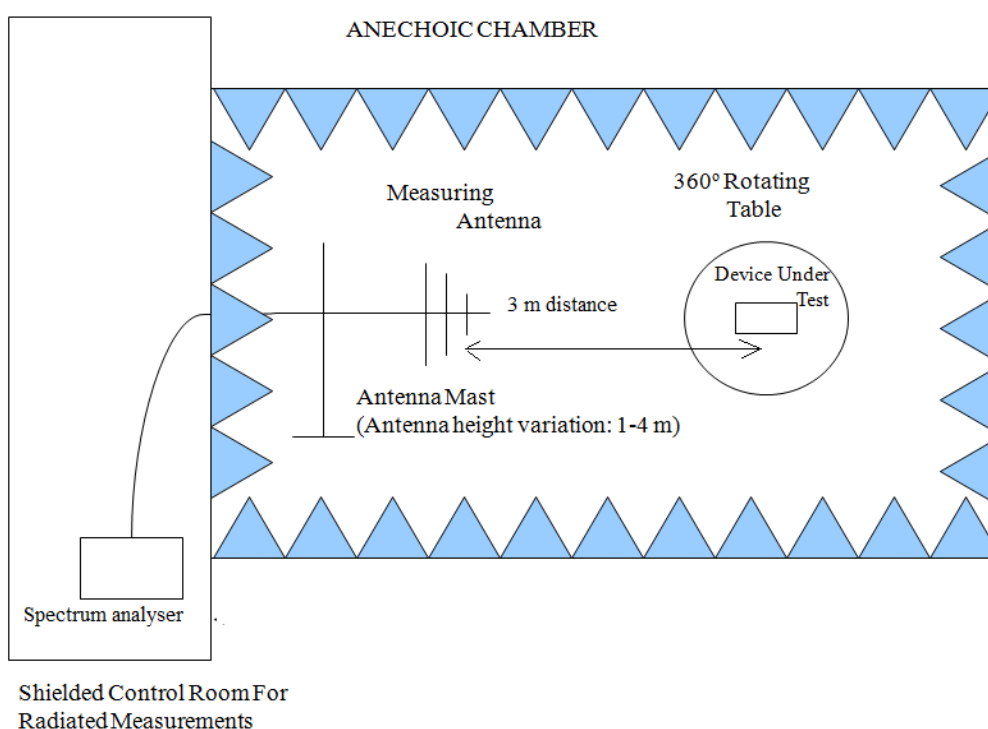 ANECHOIC CHAMBER
Measuring
Antenna
360º Rotating
Table
Device Under
Test
3 m distance
Antenna Mast
(Antenna height variation: 1-4 m)
Spectrum analyser
Shielded Control Room For
Radiated Measurements